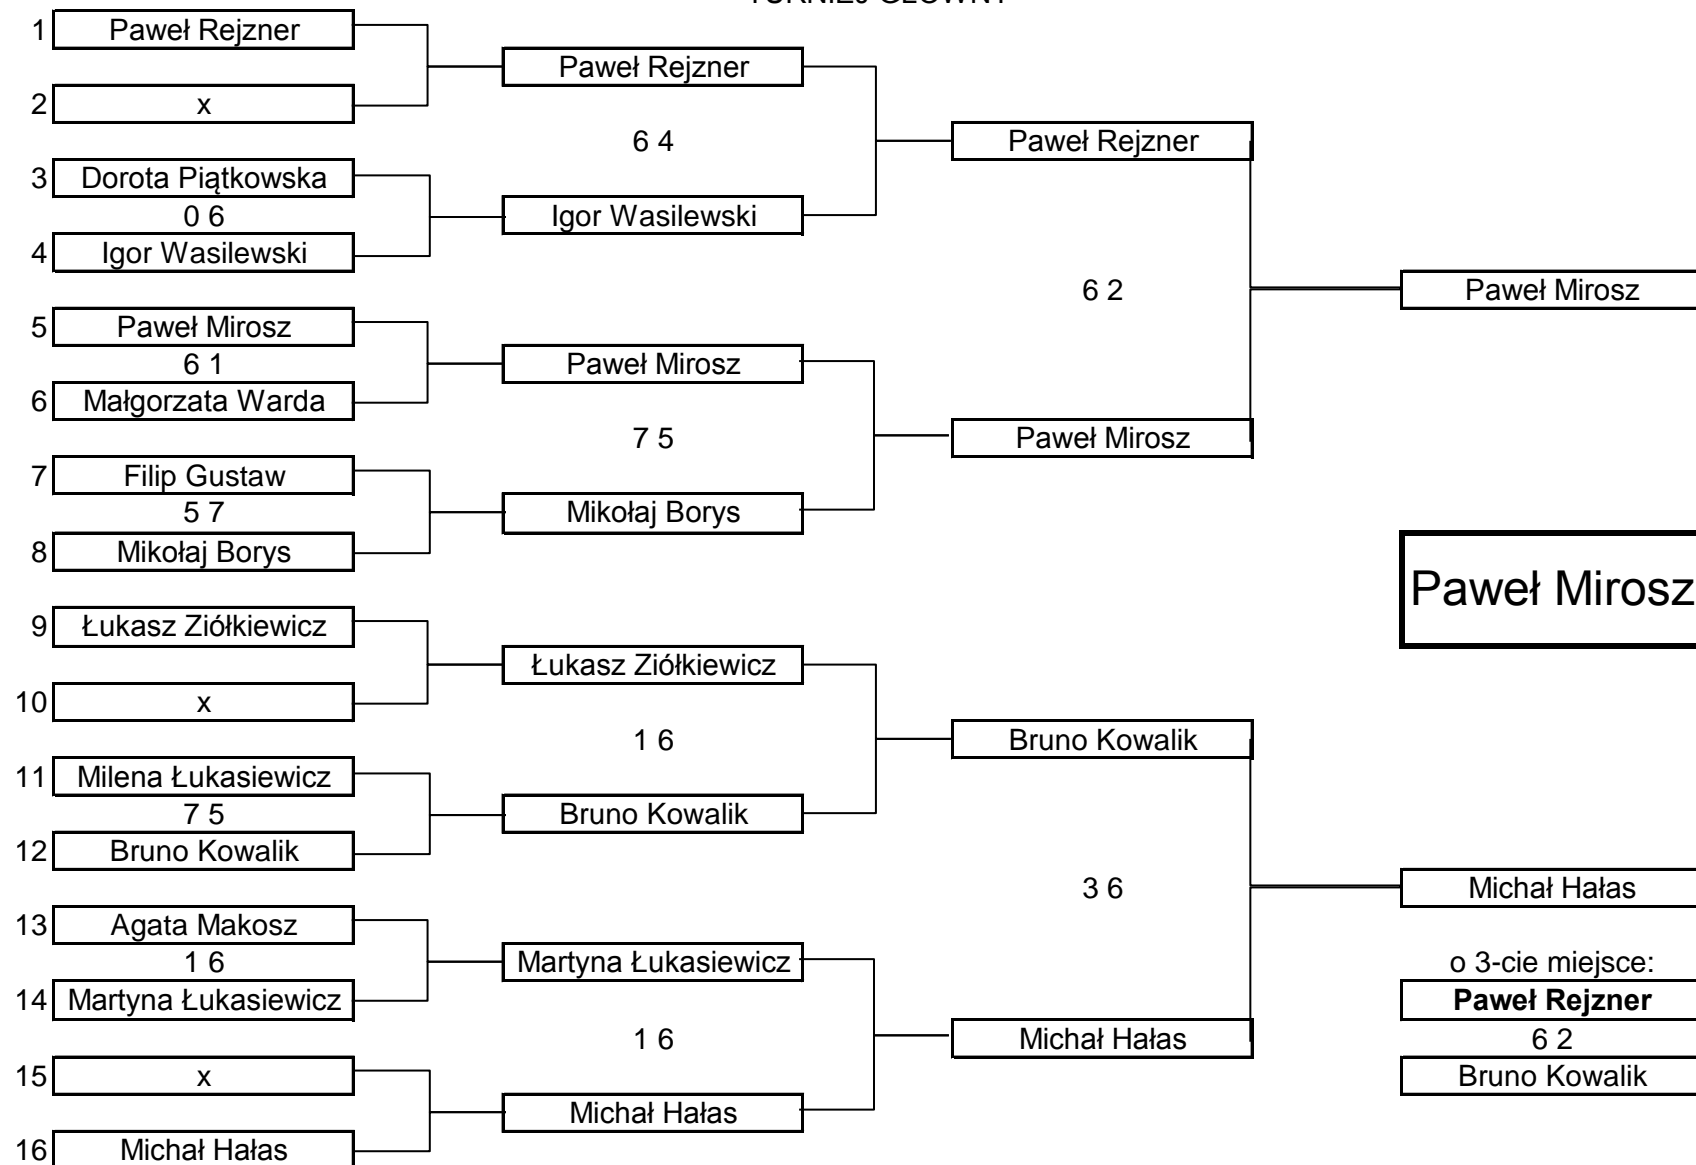 TURNIEJ GŁÓWNY
1 Paweł Rejzner
2 x
3 Dorota Piątkowska
0 6
4 Igor Wasilewski
5 Paweł Mirosz
6 1
6 Małgorzata Warda
7 Filip Gustaw
5 7
8 Mikołaj Borys
9 Łukasz Ziółkiewicz
10 x
11 Milena Łukasiewicz
7 5
12 Bruno Kowalik
13 Agata Makosz
1 6
14 Martyna Łukasiewicz
15 x
16 Michał Hałas
Paweł Rejzner
6 4
Igor Wasilewski
Paweł Mirosz
7 5
Mikołaj Borys
Łukasz Ziółkiewicz
1 6
Bruno Kowalik
Martyna Łukasiewicz
1 6
Michał Hałas
Paweł Rejzner
6 2
Paweł Mirosz
Bruno Kowalik
3 6
Michał Hałas
Paweł Mirosz
Paweł Mirosz
Michał Hałas
o 3-cie miejsce:
Paweł Rejzner
6 2
Bruno Kowalik